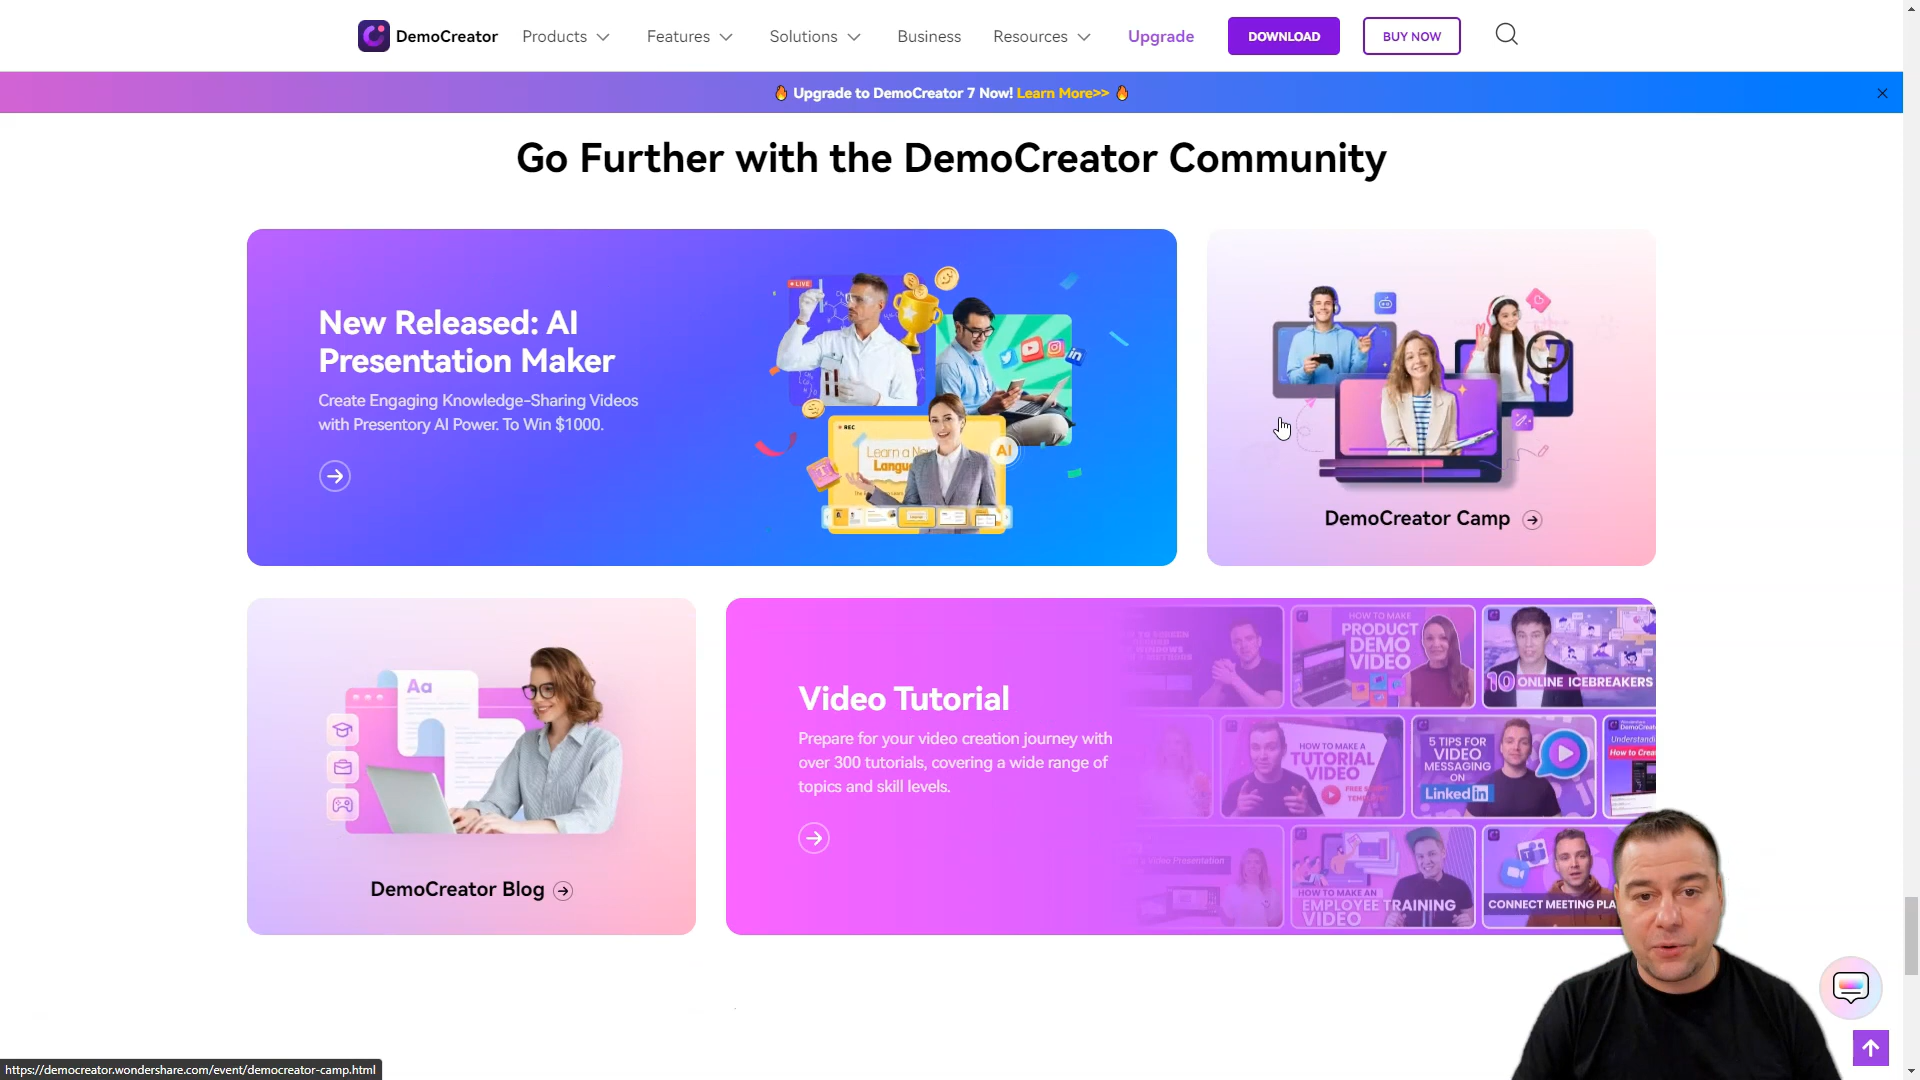 DemoCreator
Products
Features
Solutions
Business
Resources
Upgrade
DOWNLOAD
BUY NOW
🔥 Upgrade to DemoCreator 7 Now! Learn More>> 🔥
Go Further with the DemoCreator Community
New Released: AI
Presentation Maker
Create Engaging Knowledge-Sharing Videos
with Presentory AI Power. To Win $1000.
LIVE
REC
Learn a
AI
DemoCreator Camp
Aa
DemoCreator Blog
Video Tutorial
Prepare for your video creation journey with
over 300 tutorials, covering a wide range of
topics and skill levels.
HOW TO MAKE
PRODUCT
DEMO
VIDEO
10 ONLINE ICEBREAKERS
HOW TO MAKE A
TUTORIAL
VIDEO
5 TIPS FOR
VIDEO
MESSAGING
ON
LinkedIn
HOW TO MAKE AN
EMPLOYEE TRAINING
VIDEO
CONNECT MEETING
https://democreator.wondershare.com/event/democreator-camp.html